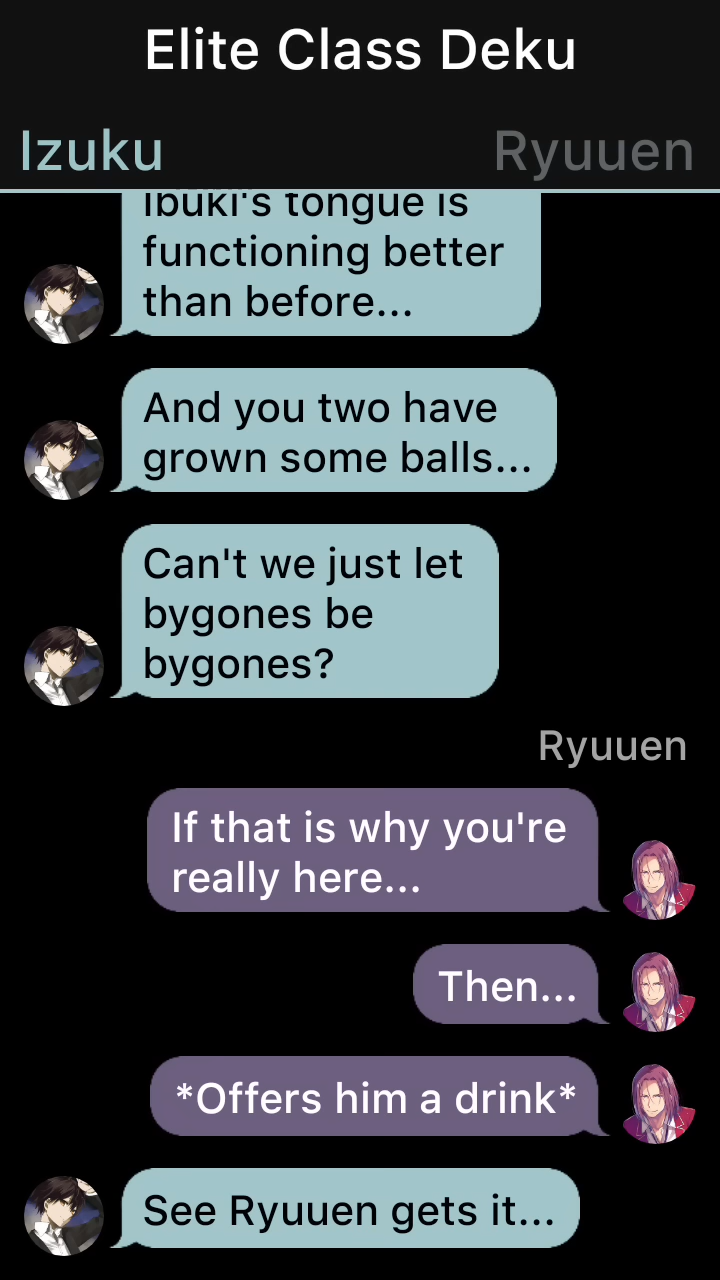 Elite Class Deku
Izuku
Ryuuen
Ibuki's tongue is
functioning better
than before...
And you two have
grown some balls...
Can't we just let
bygones be
bygones?
Ryuuen
If that is why you're
really here...
Then...
*Offers him a drink*
See Ryuuen gets it...